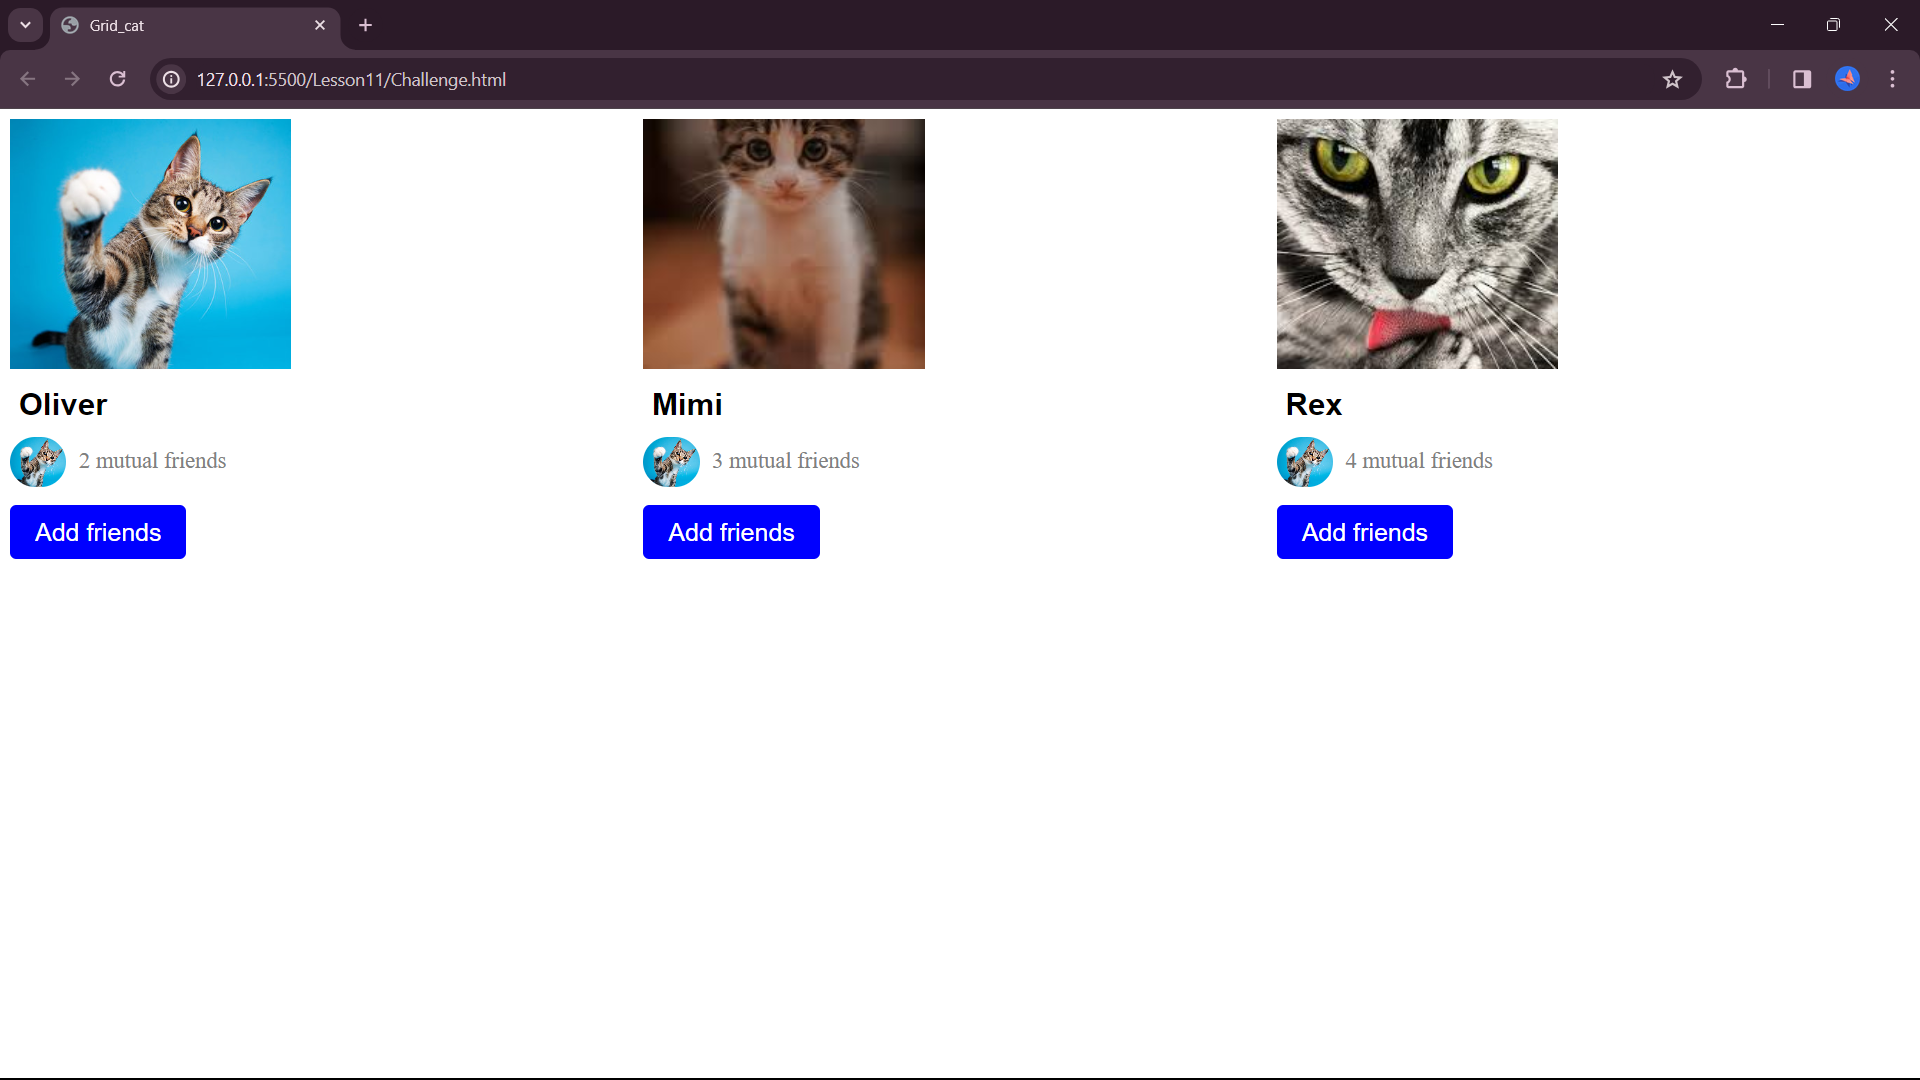 Grid_cat
127.0.0.1:5500/Lesson11/Challenge.html
Oliver
2 mutual friends
Add friends
Mimi
3 mutual friends
Add friends
Rex
4 mutual friends
Add friends